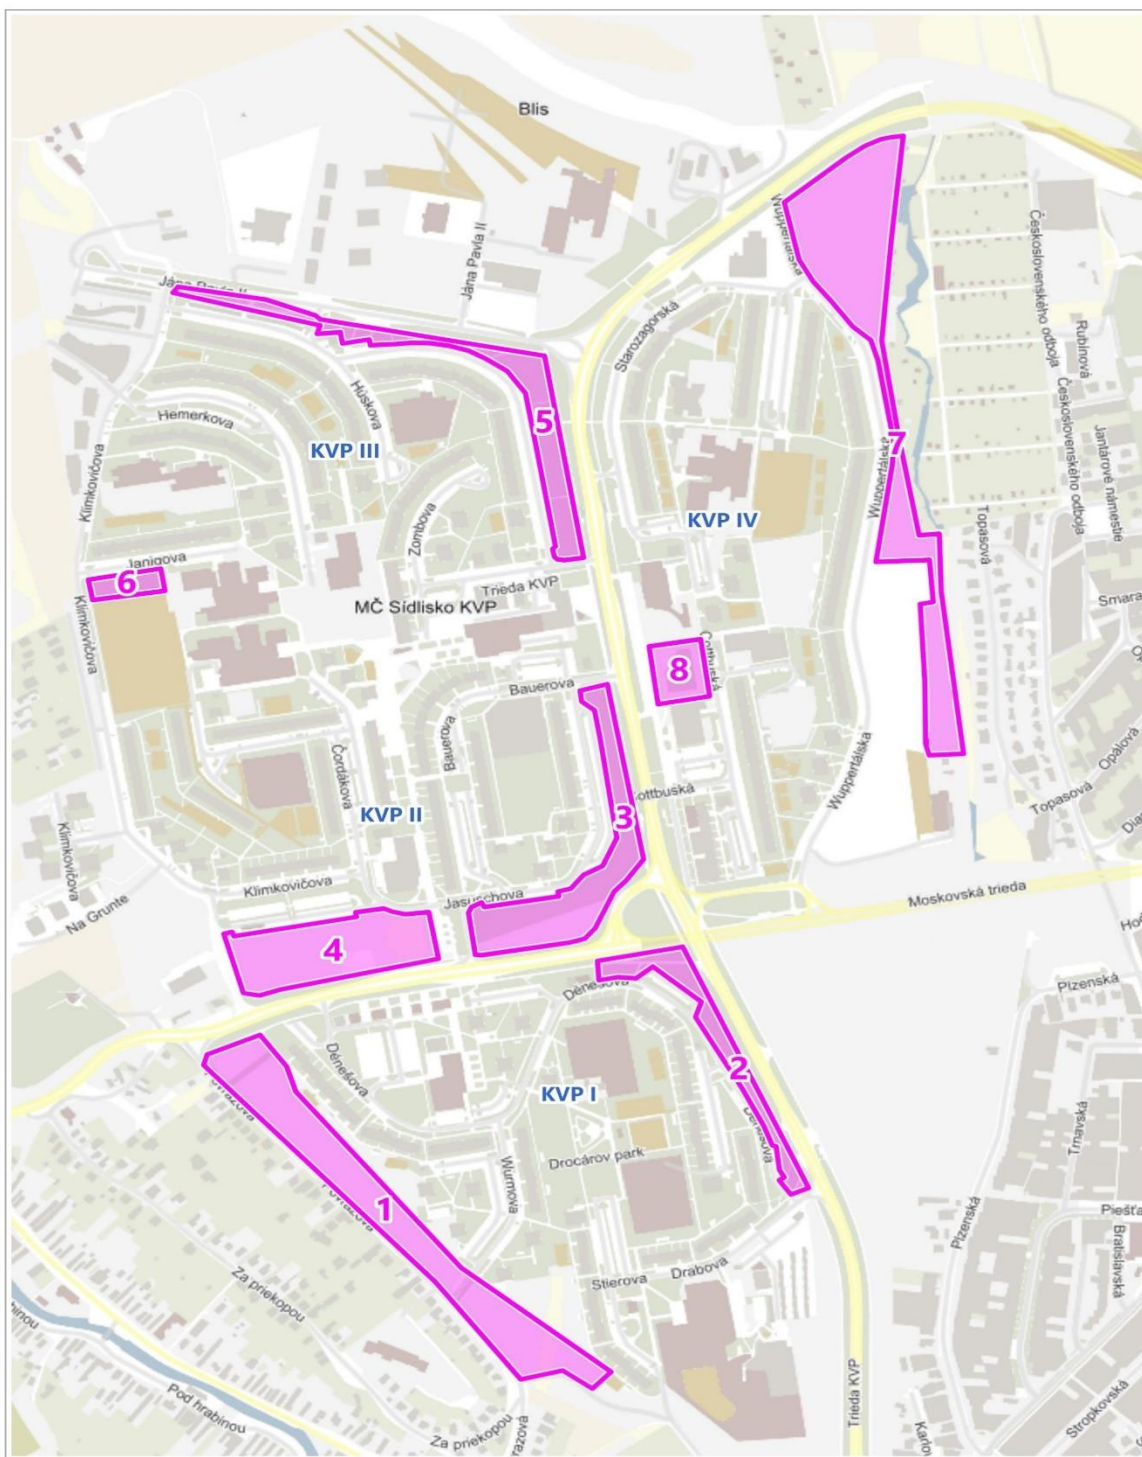 Blis
Wuppertálska
Československého odboja
Jána Pavla II
Jána Pavla II
Starozagorská
Rubínová
Húskova
Hemerkova
5
KVP III
Klimkovičova
Zombova
KVP IV
Wuppertálska
7
Československého odboja
Jantárové námestie
Topasová
Janigova
6
Trieda KVP
MČ Sídlisko KVP
Klimkovičova
Smara
8
Cottbuská
Bauerova
Bauerova
Čordákova
Wuppertálska
Opálová
Topasová
Dia
Cottbuská
3
KVP II
Klimkovičova
Klimkovičova
Jasuschova
Moskovská trieda
Na Grunte
4
Dénešova
Plzenská
Dénešova
2
KVP I
Povrazová
Trnavská
Dénešova
Drocárov park
Wurmova
1
Povrazová
Plzenská
Piešťa
Bratislavská
Za priekopou
Stierova
Drabova
Trieda KVP
Pod hrabinou
Za priekopou
Stropkovská